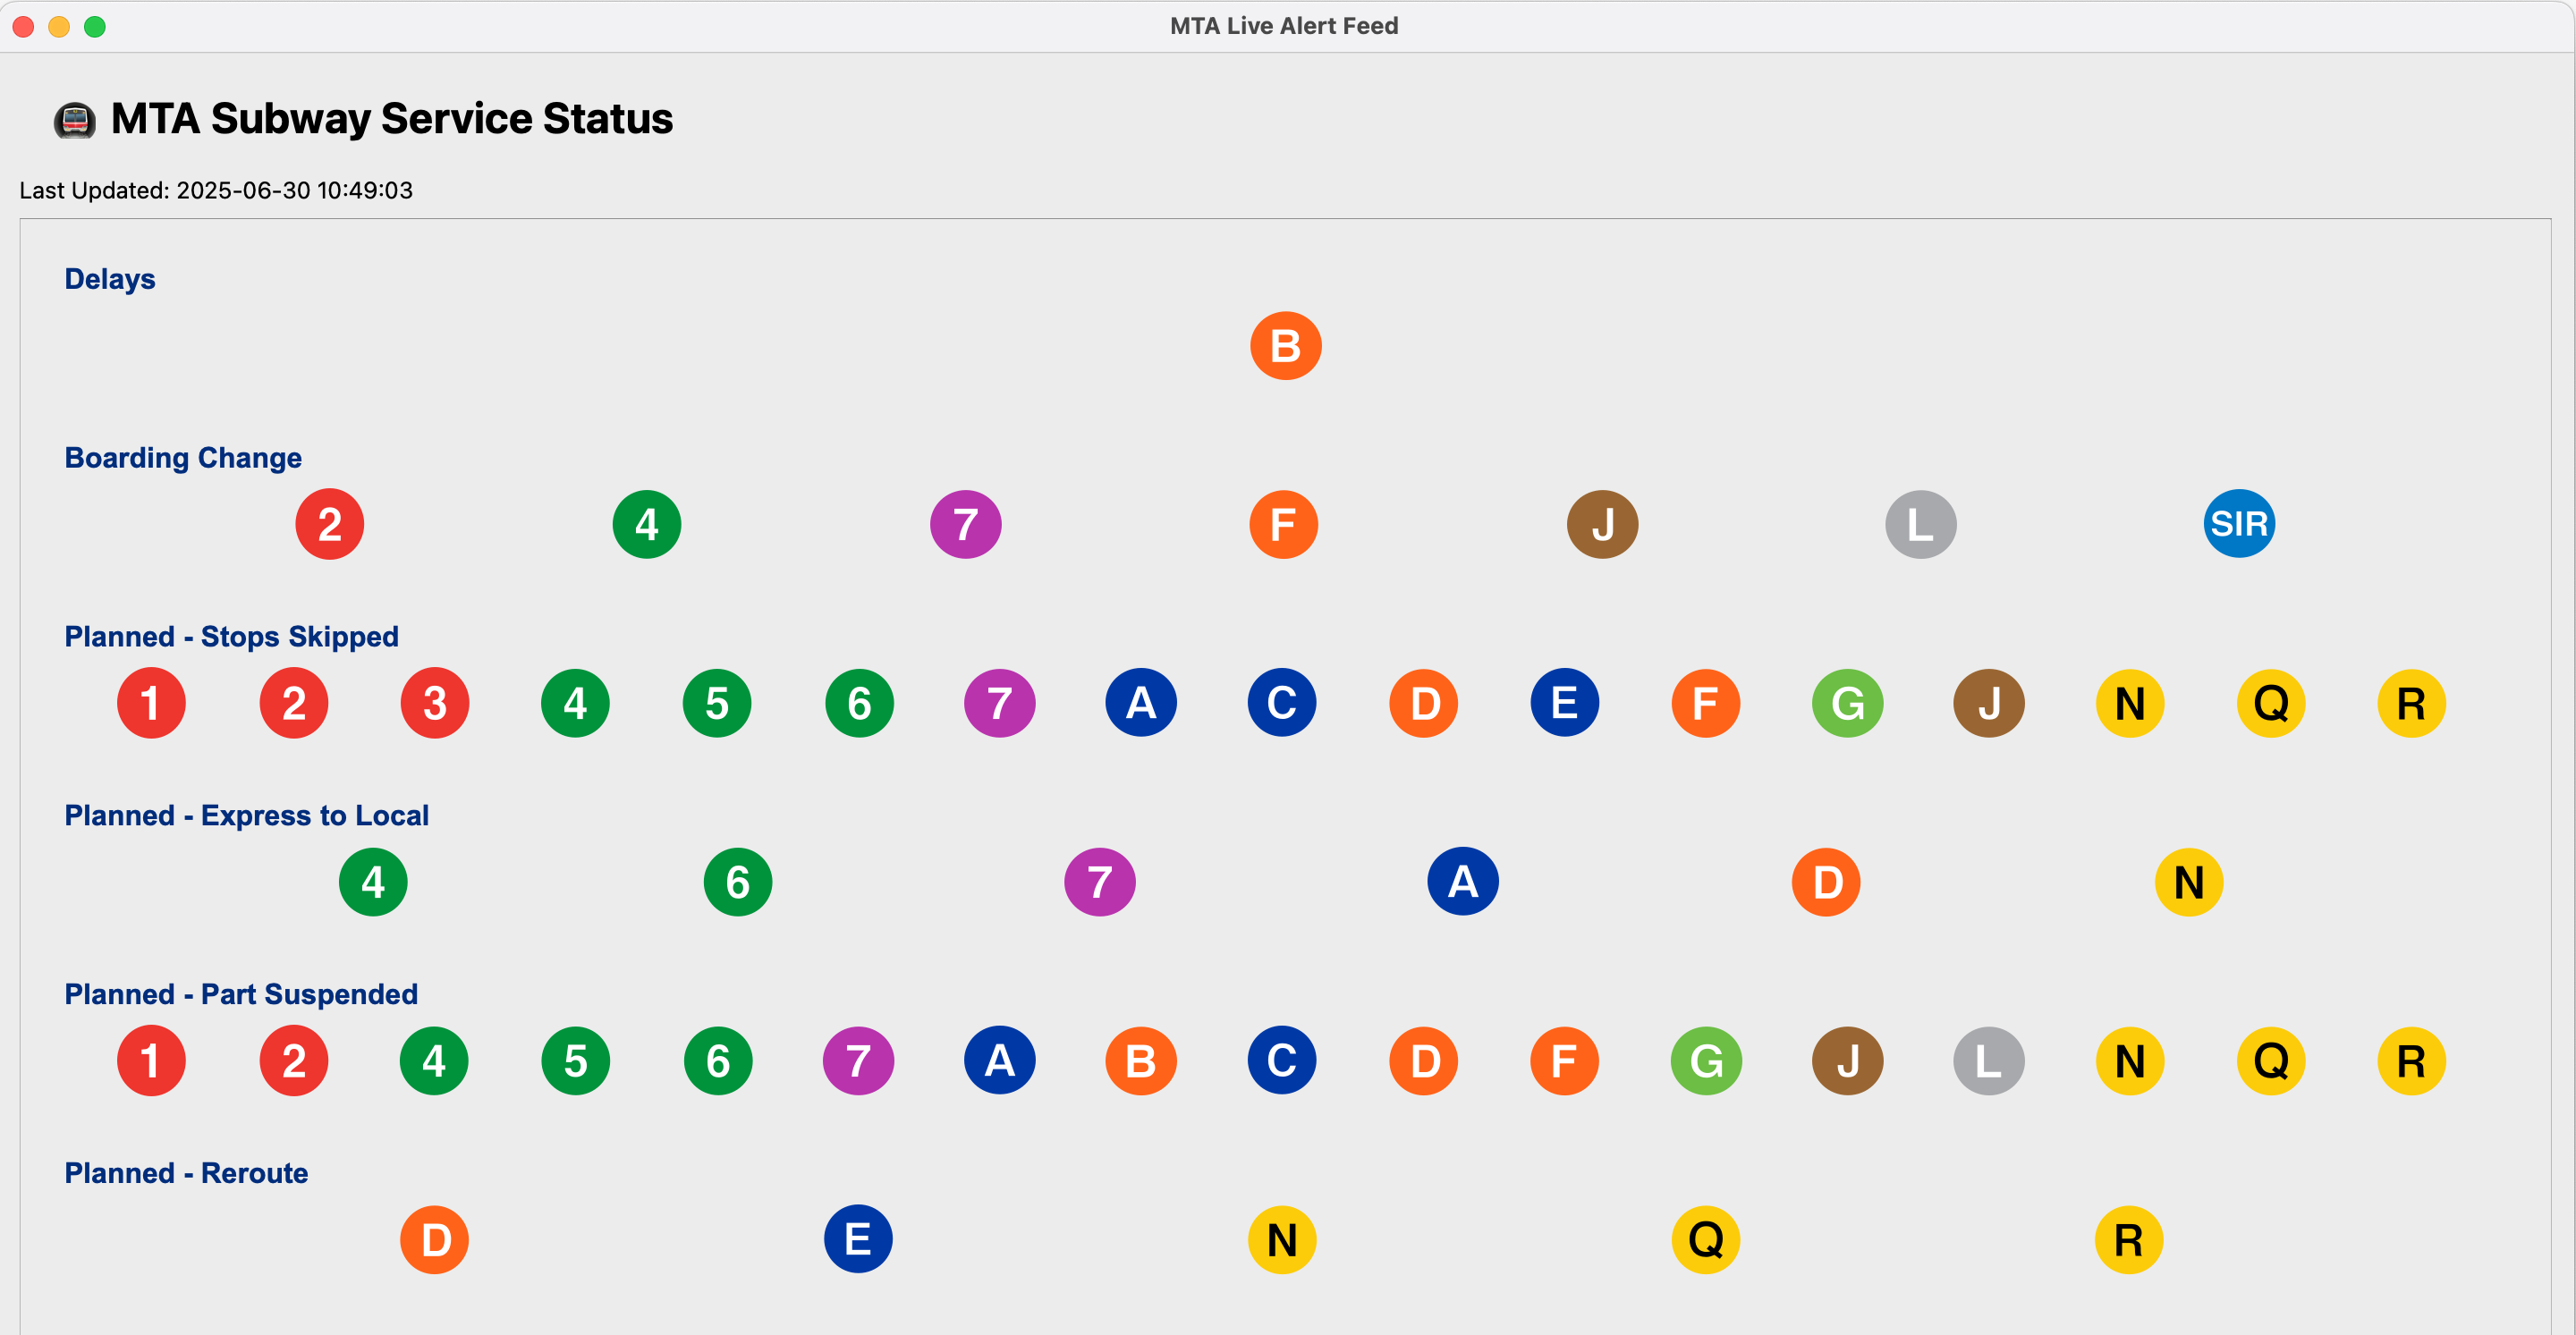 MTA Live Alert Feed
MTA Subway Service Status
Last Updated: 2025-06-30 10:49:03
Delays
B
Boarding Change
2 4 7 F J L SIR
Planned - Stops Skipped
1 2 3 4 5 6 7 A C D E F G J N Q R
Planned - Express to Local
4 6 7 A D N
Planned - Part Suspended
1 2 4 5 6 7 A B C D F G J L N Q R
Planned - Reroute
D E N Q R